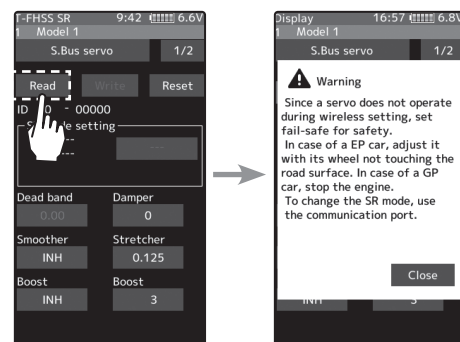 T-FHSS SR 9:42 6.6V
1 Model 1
S.Bus servo 1/2
Read Write Reset
ID - 00000
de setting
---
Dead band Damper
0.00 0
Smoother Stretcher
INH 0.125
Boost Boost
INH 3
Display 16:57 6.8V
1 Model 1
S.Bus servo 1/2
Warning
Since a servo does not operate
during wireless setting, set
fail-safe for safety.
In case of a EP car, adjust it
with its wheel not touching the
road surface. In case of a GP
car, stop the engine.
To change the SR mode, use
the communication port.
Close
INH 3